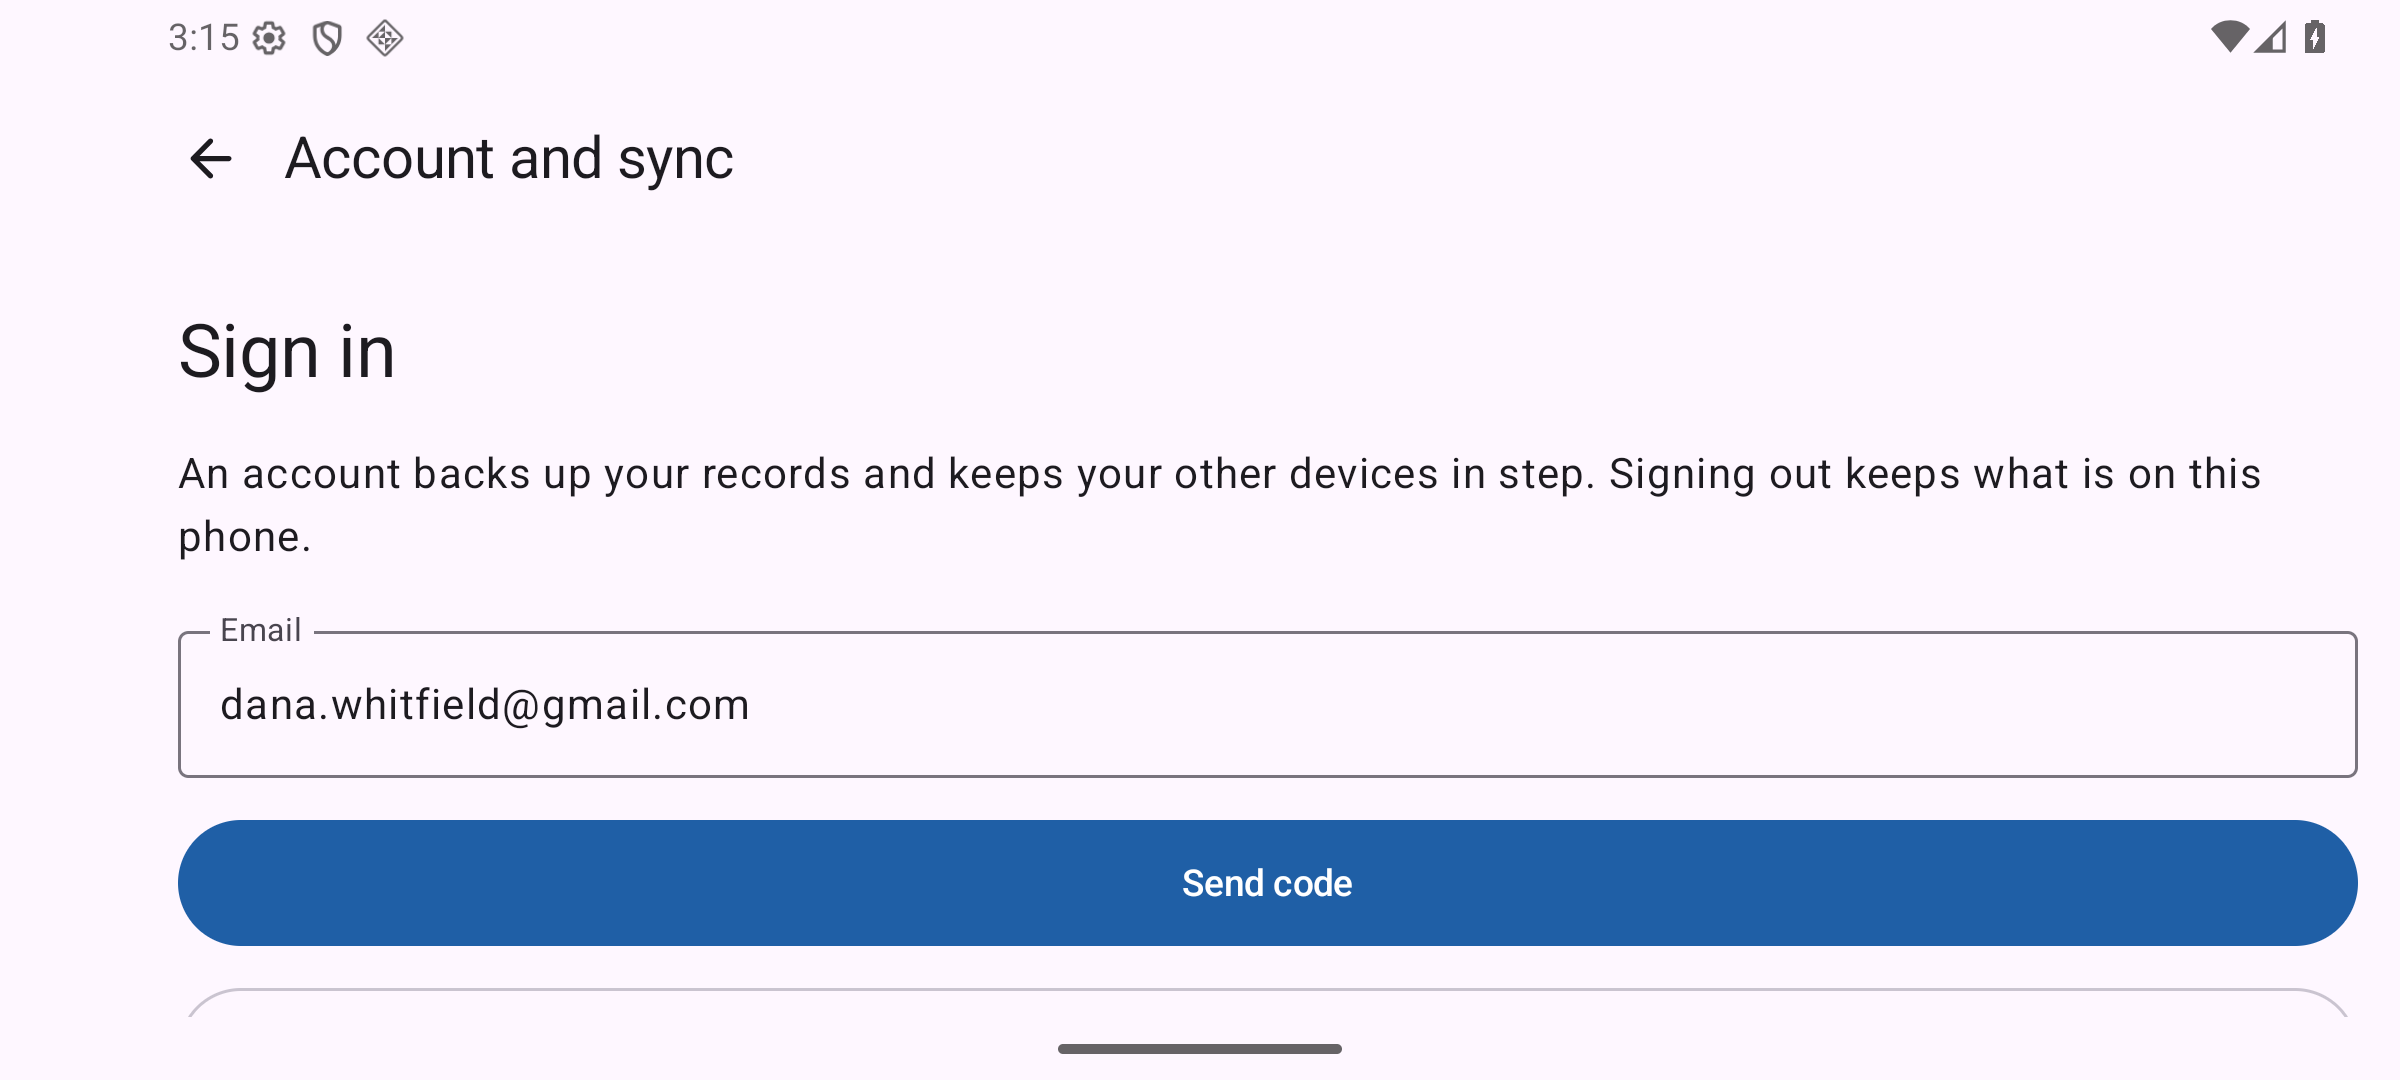 3:15
Account and sync
Sign in
An account backs up your records and keeps your other devices in step. Signing out keeps what is on this
phone.
Email
dana.whitfield@gmail.com
Send code